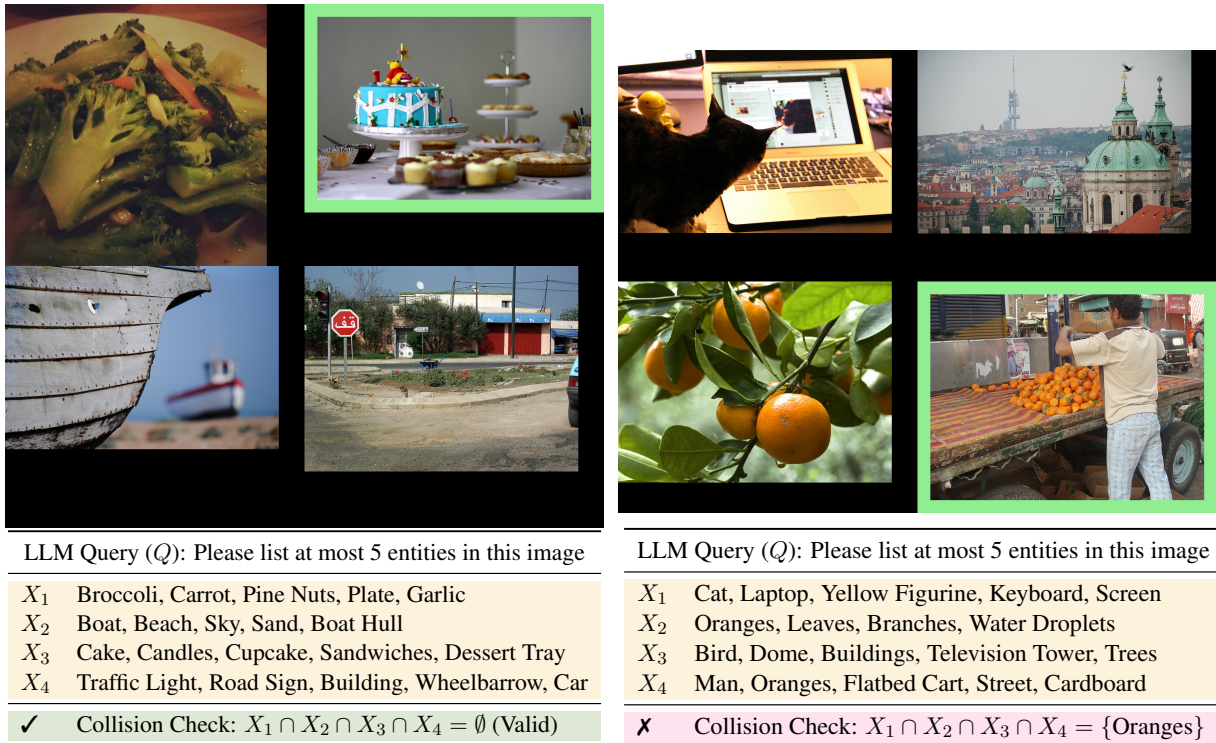 قف
LLM Query (Q): Please list at most 5 entities in this image
X₁ Broccoli, Carrot, Pine Nuts, Plate, Garlic
X₂ Boat, Beach, Sky, Sand, Boat Hull
X₃ Cake, Candles, Cupcake, Sandwiches, Dessert Tray
X₄ Traffic Light, Road Sign, Building, Wheelbarrow, Car
✓ Collision Check: X₁ ∩ X₂ ∩ X₃ ∩ X₄ = ∅ (Valid)
LLM Query (Q): Please list at most 5 entities in this image
X₁ Cat, Laptop, Yellow Figurine, Keyboard, Screen
X₂ Oranges, Leaves, Branches, Water Droplets
X₃ Bird, Dome, Buildings, Television Tower, Trees
X₄ Man, Oranges, Flatbed Cart, Street, Cardboard
✗ Collision Check: X₁ ∩ X₂ ∩ X₃ ∩ X₄ = {Oranges}